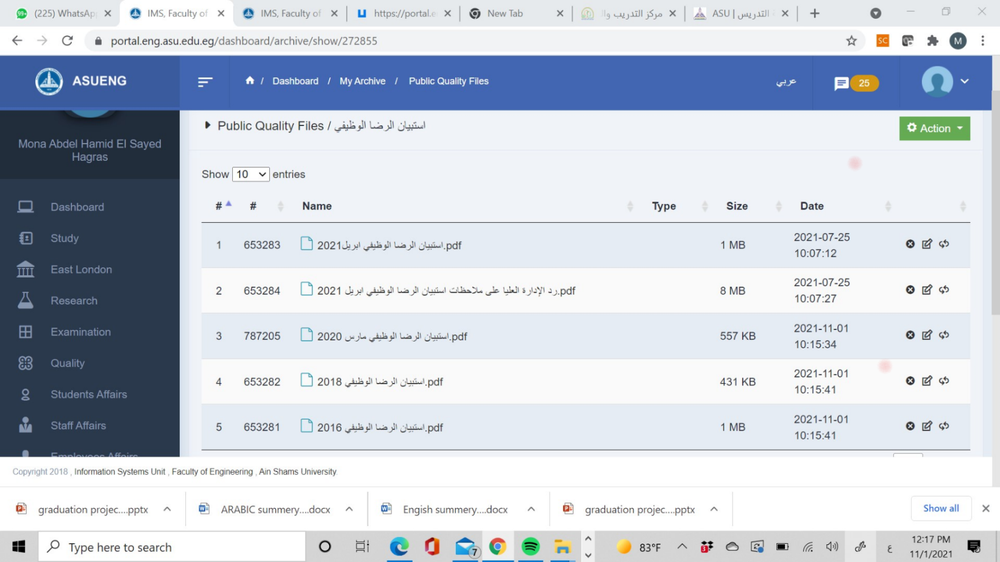 (225) WhatsAp
IMS, Faculty of
IMS, Faculty of
https://portal.e
New Tab
مركز التدريب وال
ASU | التدريس
portal.eng.asu.edu.eg/dashboard/archive/show/272855
SC
M
ASUENG
/ Dashboard / My Archive / Public Quality Files
عربي
25
Mona Abdel Hamid El Sayed
Hagras
Dashboard
Study
East London
Research
Examination
Quality
Students Affairs
Staff Affairs
Employees Affairs
Public Quality Files / استبيان الرضا الوظيفي
Action
Show 10 entries
# # Name Type Size Date
1 653283 استبيان الرضا الوظيفي ابريل2021.pdf 1 MB 2021-07-25
10:07:12
2 653284 رد الإدارة العليا على ملاحظات استبيان الرضا الوظيفي ابريل 2021.pdf 8 MB 2021-07-25
10:07:27
3 787205 استبيان الرضا الوظيفي مارس 2020.pdf 557 KB 2021-11-01
10:15:34
4 653282 استبيان الرضا الوظيفي 2018.pdf 431 KB 2021-11-01
10:15:41
5 653281 استبيان الرضا الوظيفي 2016.pdf 1 MB 2021-11-01
10:15:41
Copyright 2018 , Information Systems Unit , Faculty of Engineering , Ain Shams University.
graduation projec....pptx
ARABIC summery....docx
Engish summery....docx
graduation projec....pptx
Show all
Type here to search
7
83°F
ع
12:17 PM
11/1/2021